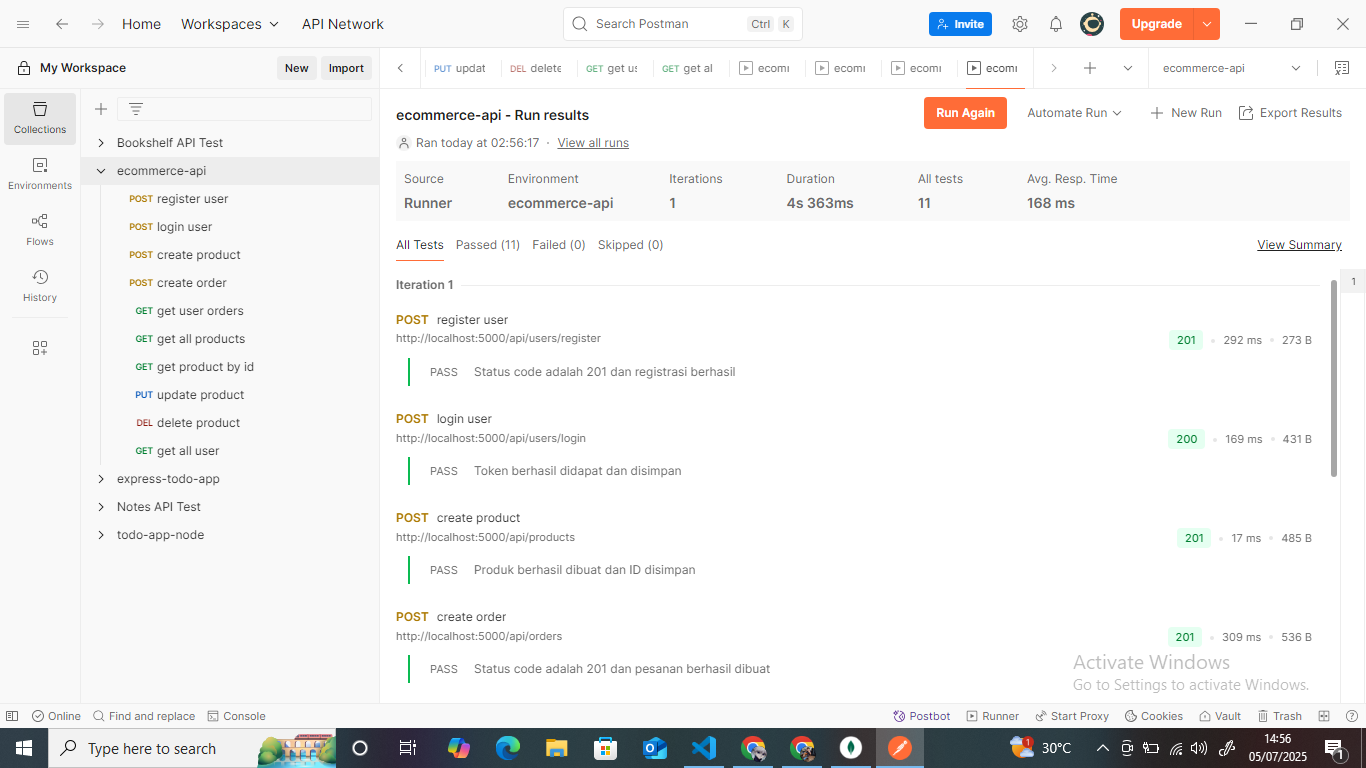 Home Workspaces API Network Search Postman Ctrl K Invite Upgrade
My Workspace New Import PUT updat DEL delete GET get us GET get al ecomi ecomi ecomi ecomi ecommerce-api
Collections
Environments
Flows
History
Bookshelf API Test
ecommerce-api
POST register user
POST login user
POST create product
POST create order
GET get user orders
GET get all products
GET get product by id
PUT update product
DEL delete product
GET get all user
express-todo-app
Notes API Test
todo-app-node
ecommerce-api - Run results Run Again Automate Run New Run Export Results
Ran today at 02:56:17 · View all runs
Source Environment Iterations Duration All tests Avg. Resp. Time
Runner ecommerce-api 1 4s 363ms 11 168 ms
All Tests Passed (11) Failed (0) Skipped (0) View Summary
Iteration 1 1
POST register user
http://localhost:5000/api/users/register 201 292 ms 273 B
PASS Status code adalah 201 dan registrasi berhasil
POST login user
http://localhost:5000/api/users/login 200 169 ms 431 B
PASS Token berhasil didapat dan disimpan
POST create product
http://localhost:5000/api/products 201 17 ms 485 B
PASS Produk berhasil dibuat dan ID disimpan
POST create order
http://localhost:5000/api/orders 201 309 ms 536 B
PASS Status code adalah 201 dan pesanan berhasil dibuat
Activate Windows
Go to Settings to activate Windows.
Online Find and replace Console Postbot Runner Start Proxy Cookies Vault Trash
Type here to search 1 30°C 14:56 1
05/07/2025